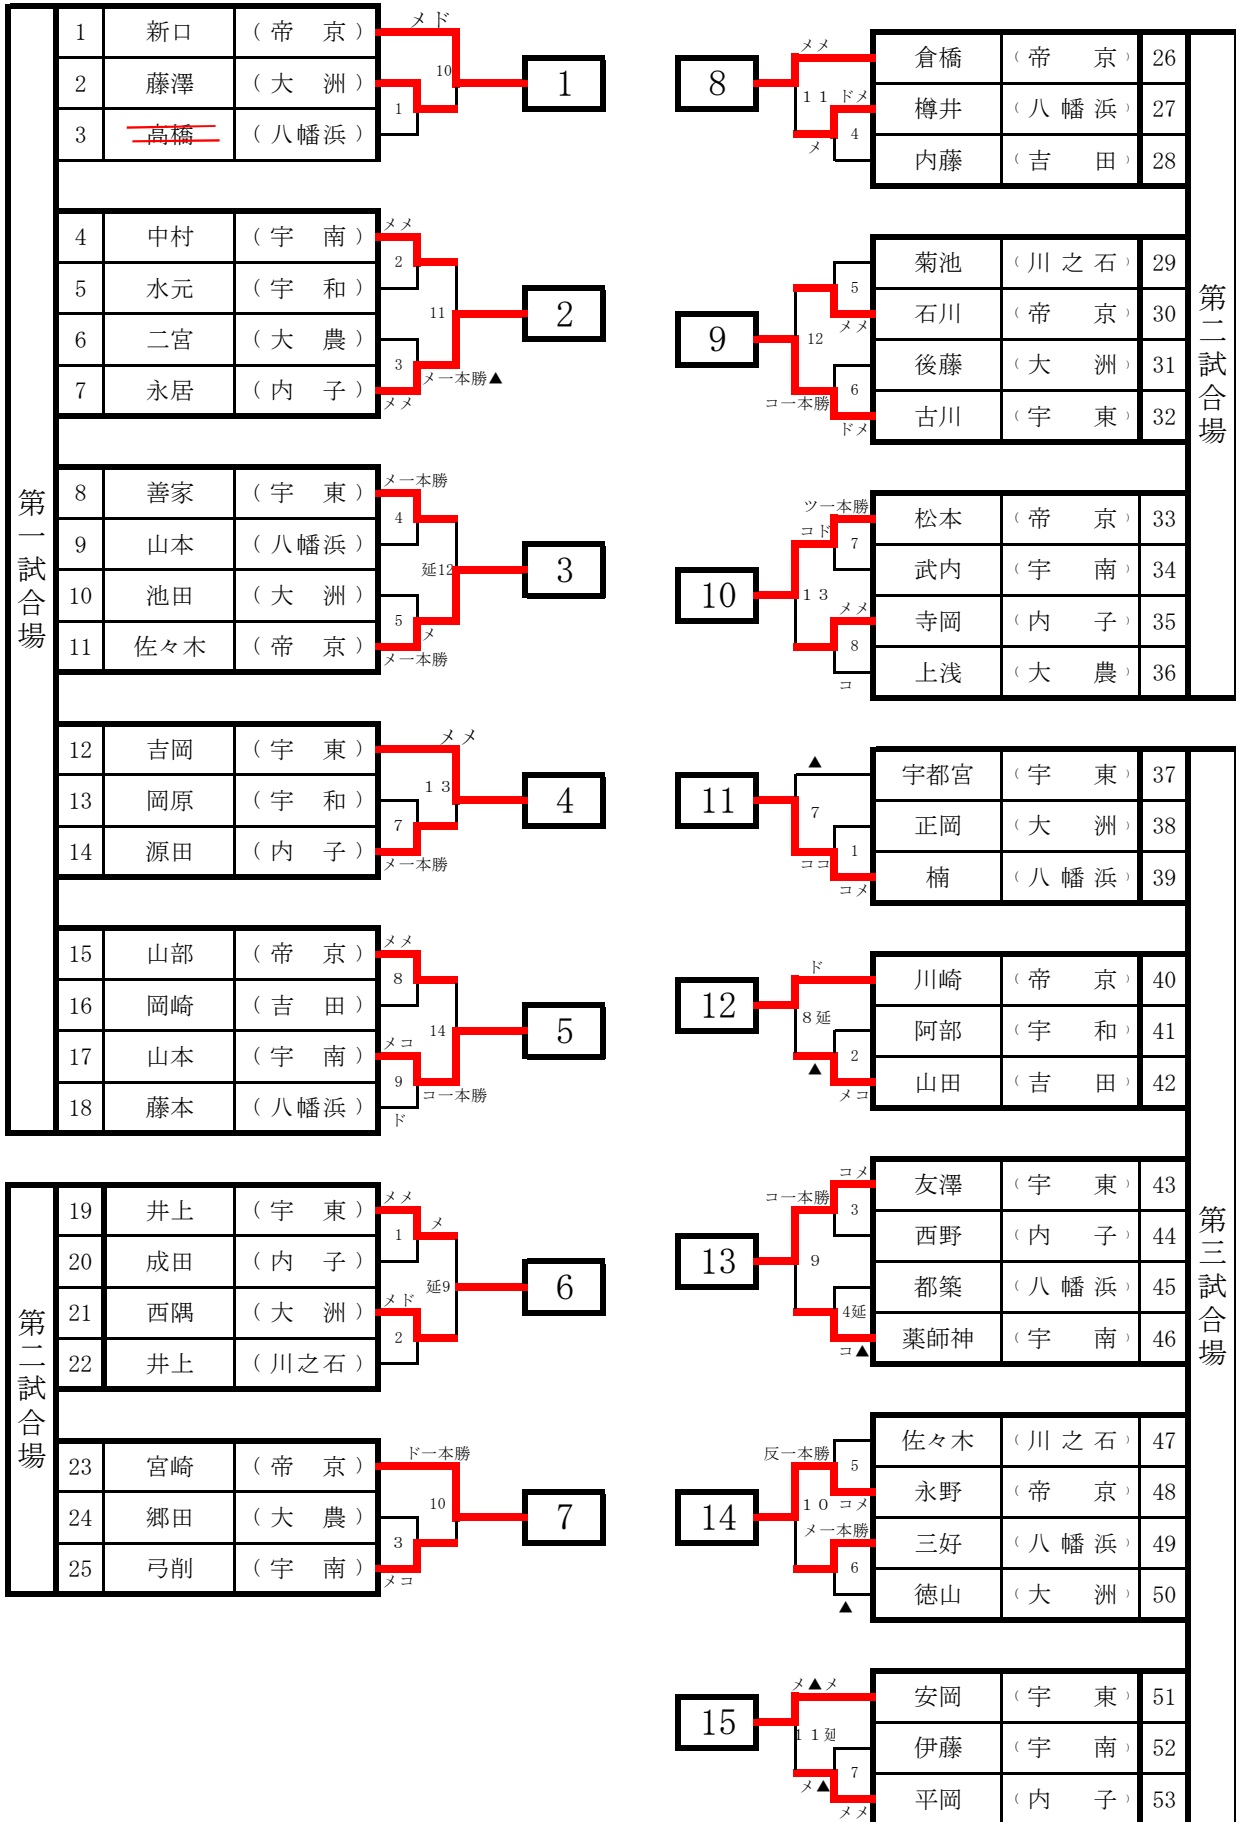 第一試合場
1 新口 （帝　京）
2 藤澤 （大　洲）
3 高橋 （八幡浜）
メド
10
1
1
4 中村 （宇　南）
5 水元 （宇　和）
6 二宮 （大　農）
7 永居 （内　子）
メメ
2
11
3
メ一本勝▲
メメ
2
8 善家 （宇　東）
9 山本 （八幡浜）
10 池田 （大　洲）
11 佐々木 （帝　京）
メ一本勝
4
延12
5
メ
メ一本勝
3
12 吉岡 （宇　東）
13 岡原 （宇　和）
14 源田 （内　子）
メメ
13
7
メ一本勝
4
15 山部 （帝　京）
16 岡崎 （吉　田）
17 山本 （宇　南）
18 藤本 （八幡浜）
メメ
8
14
メコ
9
コ一本勝
ド
5
第二試合場
19 井上 （宇　東）
20 成田 （内　子）
21 西隅 （大　洲）
22 井上 （川之石）
メメ
メ
1
延9
メド
2
6
23 宮崎 （帝　京）
24 郷田 （大　農）
25 弓削 （宇　南）
ド一本勝
10
3
メコ
7
第二試合場
倉橋 （帝　京） 26
樽井 （八幡浜） 27
内藤 （吉　田） 28
メメ
11
ドメ
4
メ
8
菊池 （川之石） 29
石川 （帝　京） 30
後藤 （大　洲） 31
古川 （宇　東） 32
5
メメ
12
6
コ一本勝
ドメ
9
松本 （帝　京） 33
武内 （宇　南） 34
寺岡 （内　子） 35
上浅 （大　農） 36
ツ一本勝
コド
7
13
メメ
8
コ
10
第三試合場
宇都宮 （宇　東） 37
正岡 （大　洲） 38
楠 （八幡浜） 39
▲
7
1
ココ
コメ
11
川崎 （帝　京） 40
阿部 （宇　和） 41
山田 （吉　田） 42
ド
8延
2
▲
メコ
12
友澤 （宇　東） 43
西野 （内　子） 44
都築 （八幡浜） 45
薬師神 （宇　南） 46
コメ
コ一本勝
3
9
4延
コ▲
13
佐々木 （川之石） 47
永野 （帝　京） 48
三好 （八幡浜） 49
徳山 （大　洲） 50
反一本勝
5
10
コメ
メ一本勝
6
▲
14
安岡 （宇　東） 51
伊藤 （宇　南） 52
平岡 （内　子） 53
メ▲メ
11延
7
メ▲
メメ
15